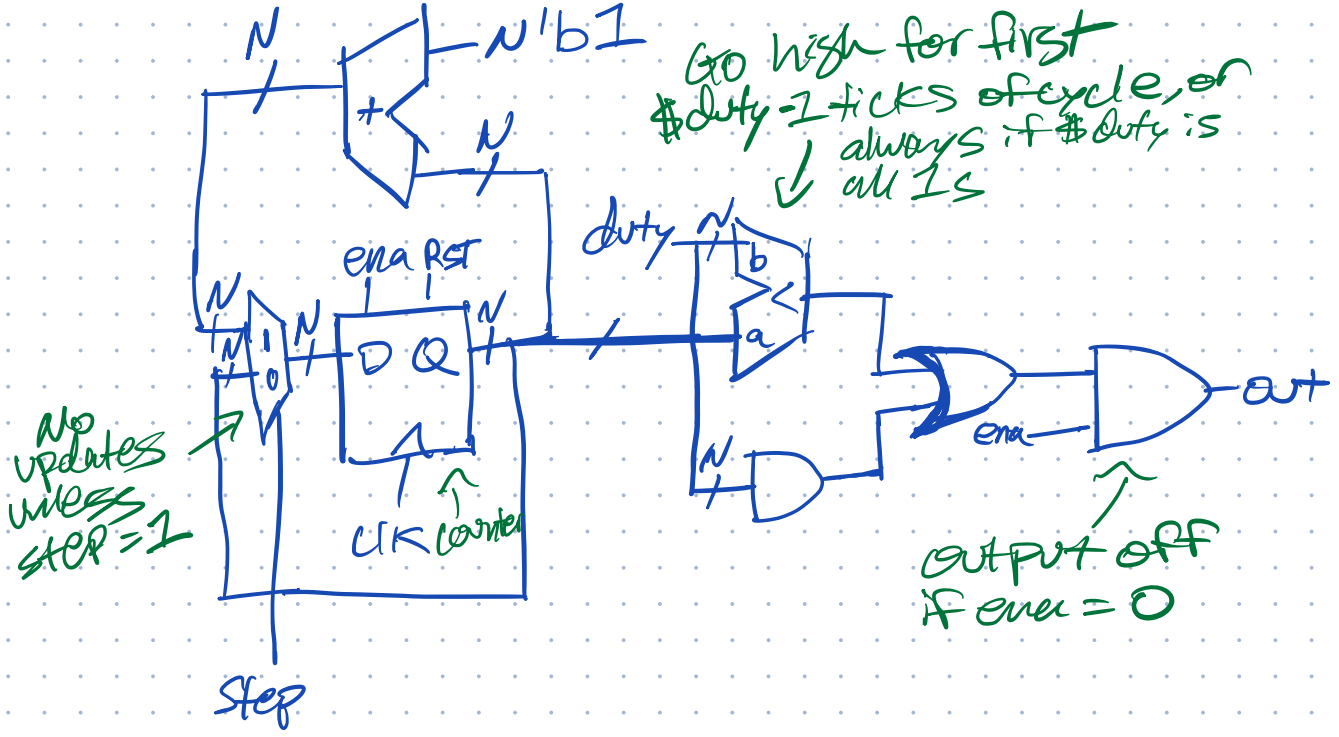 N
N'b1
+
N
Go high for first
$duty-1 ticks of cycle, or
always if $duty is
all 1s
duty
N
b
<
a
ena RST
N
N
1
0
N
D Q
N
No
updates
unless
step=1
clk
counter
N
ena
out
output off
if ena = 0
step